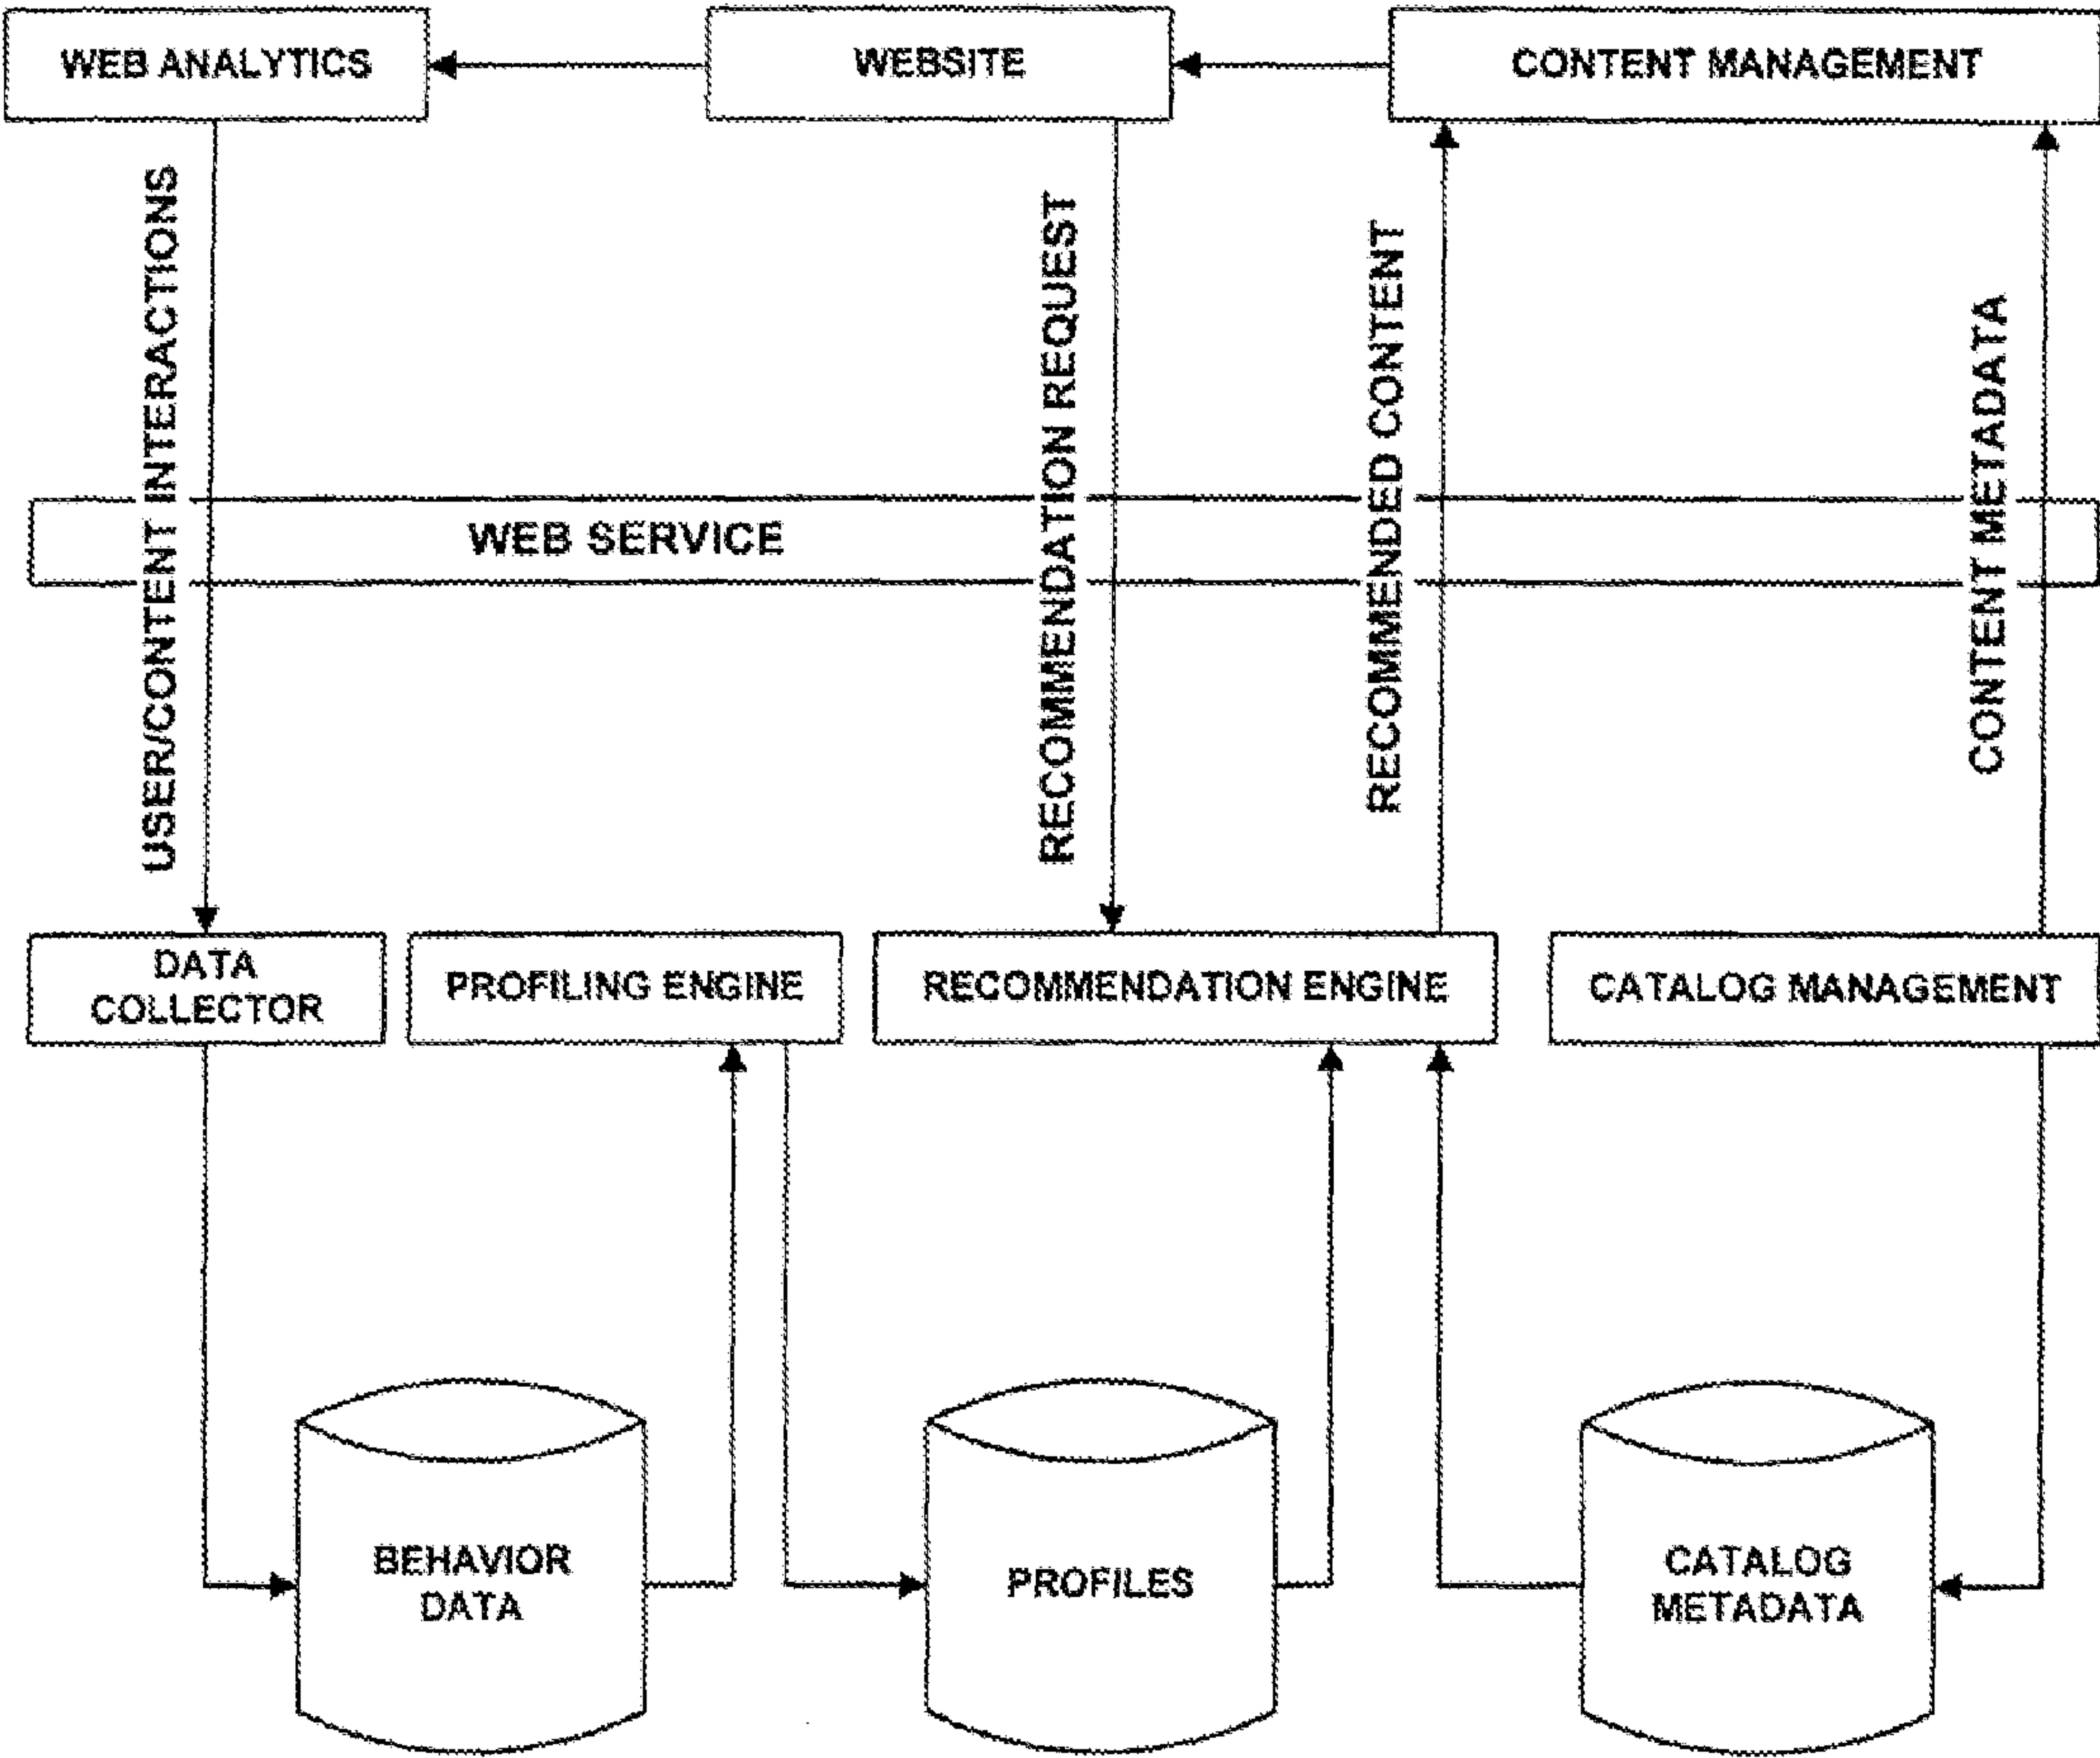 WEB ANALYTICS
WEBSITE
CONTENT MANAGEMENT
USER/CONTENT INTERACTIONS
RECOMMENDATION REQUEST
RECOMMENDED CONTENT
CONTENT METADATA
WEB SERVICE
DATA
COLLECTOR
PROFILING ENGINE
RECOMMENDATION ENGINE
CATALOG MANAGEMENT
BEHAVIOR
DATA
PROFILES
CATALOG
METADATA